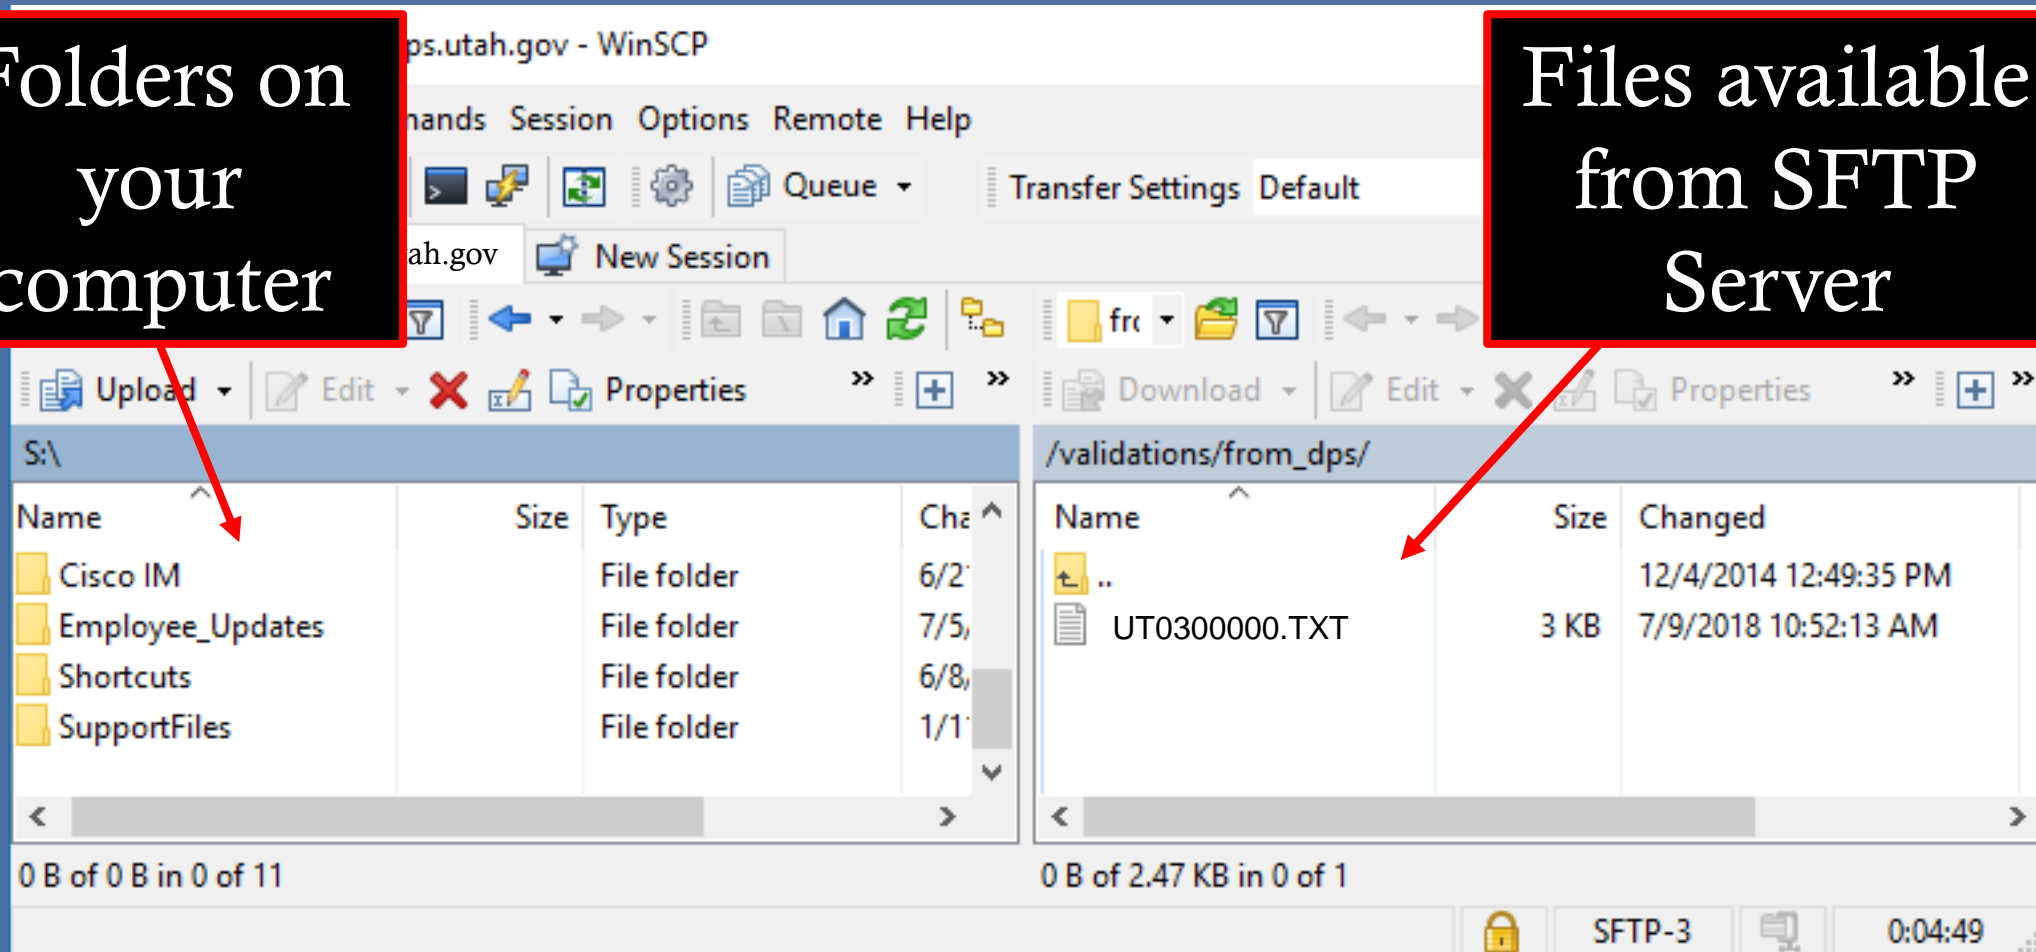 Folders on
your
computer
Files available
from SFTP
Server
ps.utah.gov - WinSCP
Session Options Remote Help
Queue
Transfer Settings Default
ah.gov
New Session
Upload Edit Properties » »
Download Edit Properties » »
S:\
Name Size Type
Cisco IM File folder
Employee_Updates File folder
Shortcuts File folder
SupportFiles File folder
0 B of 0 B in 0 of 11
/validations/from_dps/
Name Size Changed
.. 12/4/2014 12:49:35 PM
UT0300000.TXT 3 KB 7/9/2018 10:52:13 AM
0 B of 2.47 KB in 0 of 1
SFTP-3 0:04:49